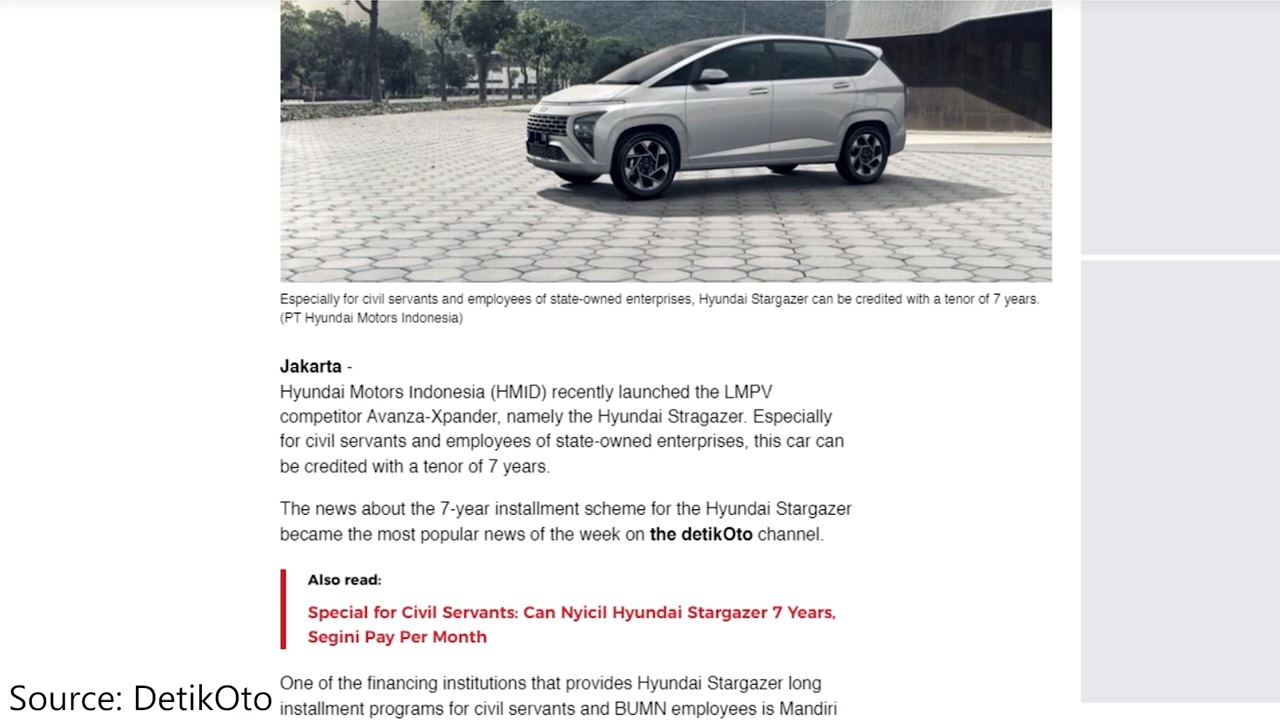 Especially for civil servants and employees of state-owned enterprises, Hyundai Stargazer can be credited with a tenor of 7 years.
(PT Hyundai Motors Indonesia)
Jakarta -
Hyundai Motors Indonesia (HMID) recently launched the LMPV
competitor Avanza-Xpander, namely the Hyundai Stragazer. Especially
for civil servants and employees of state-owned enterprises, this car can
be credited with a tenor of 7 years.
The news about the 7-year installment scheme for the Hyundai Stargazer
became the most popular news of the week on the detikOto channel.
Also read:
Special for Civil Servants: Can Nyicil Hyundai Stargazer 7 Years,
Segini Pay Per Month
One of the financing institutions that provides Hyundai Stargazer long
installment programs for civil servants and BUMN employees is Mandiri
Source: DetikOto